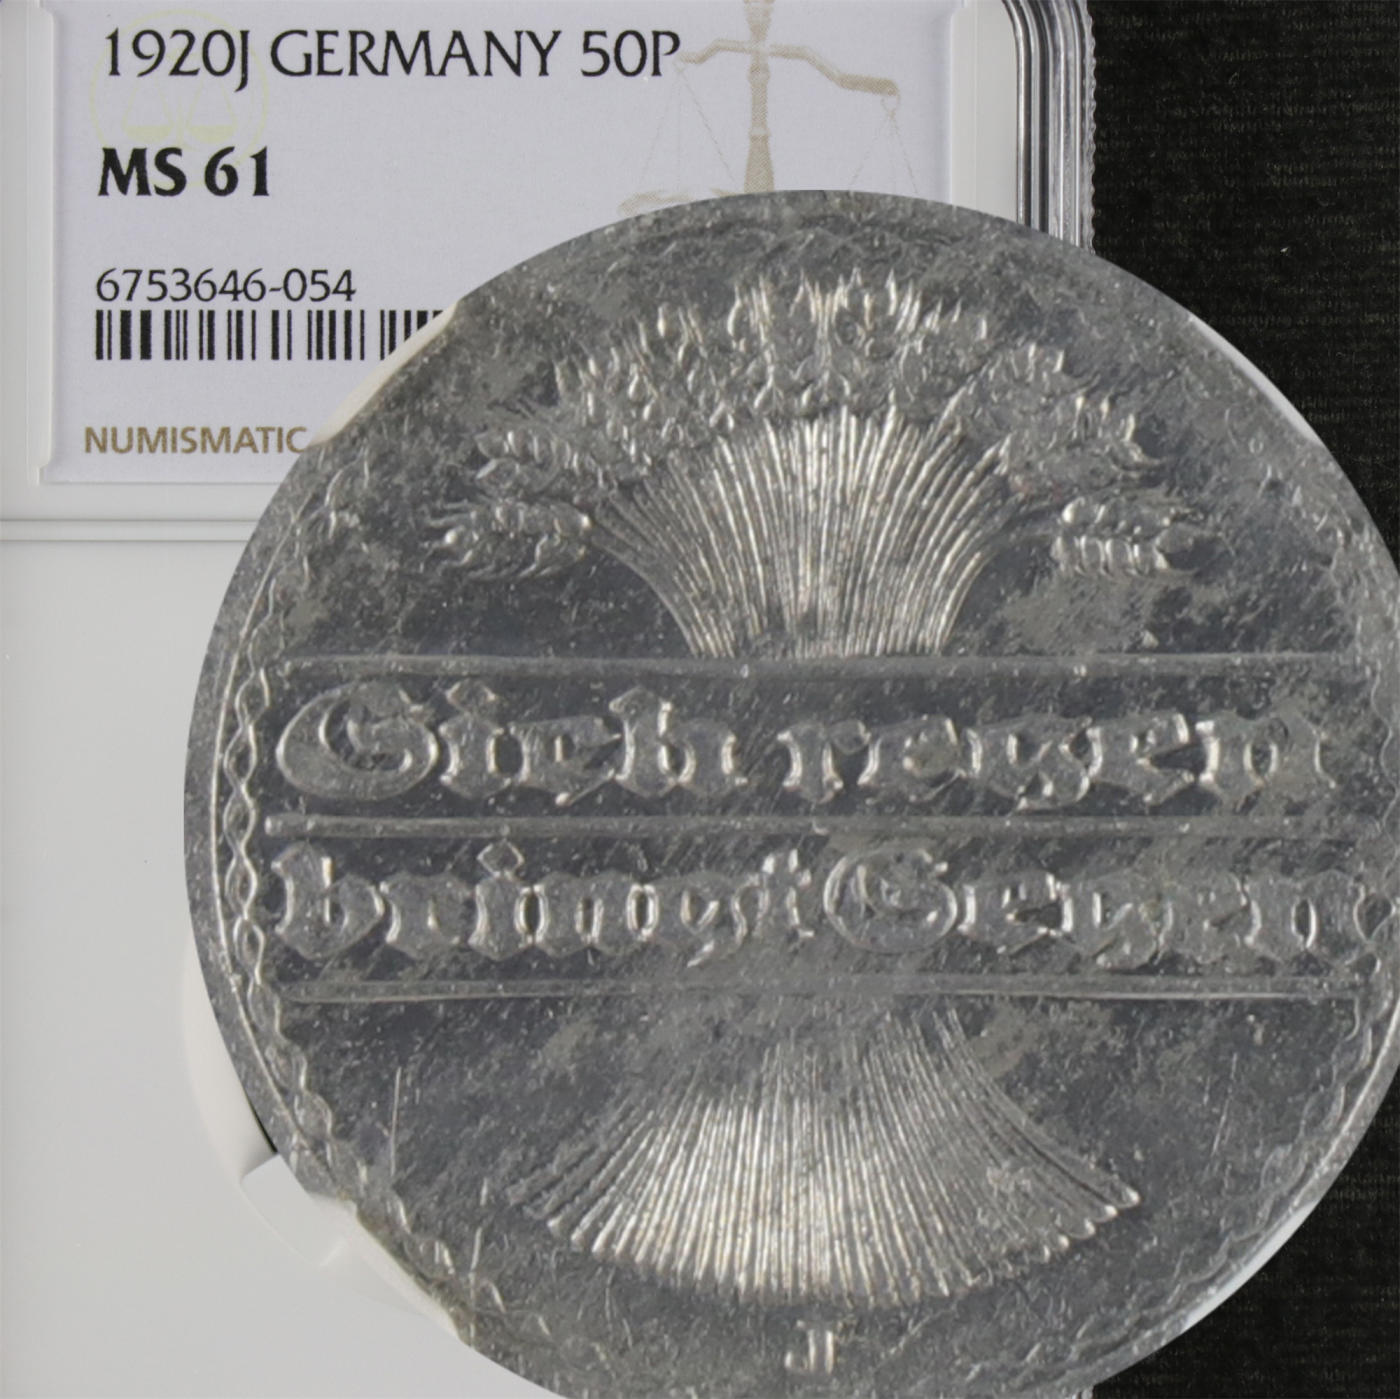 1920J GERMANY 50P
MS 61
6753646-054
NUMISMATIC
Sich regen
bringt Segen
J